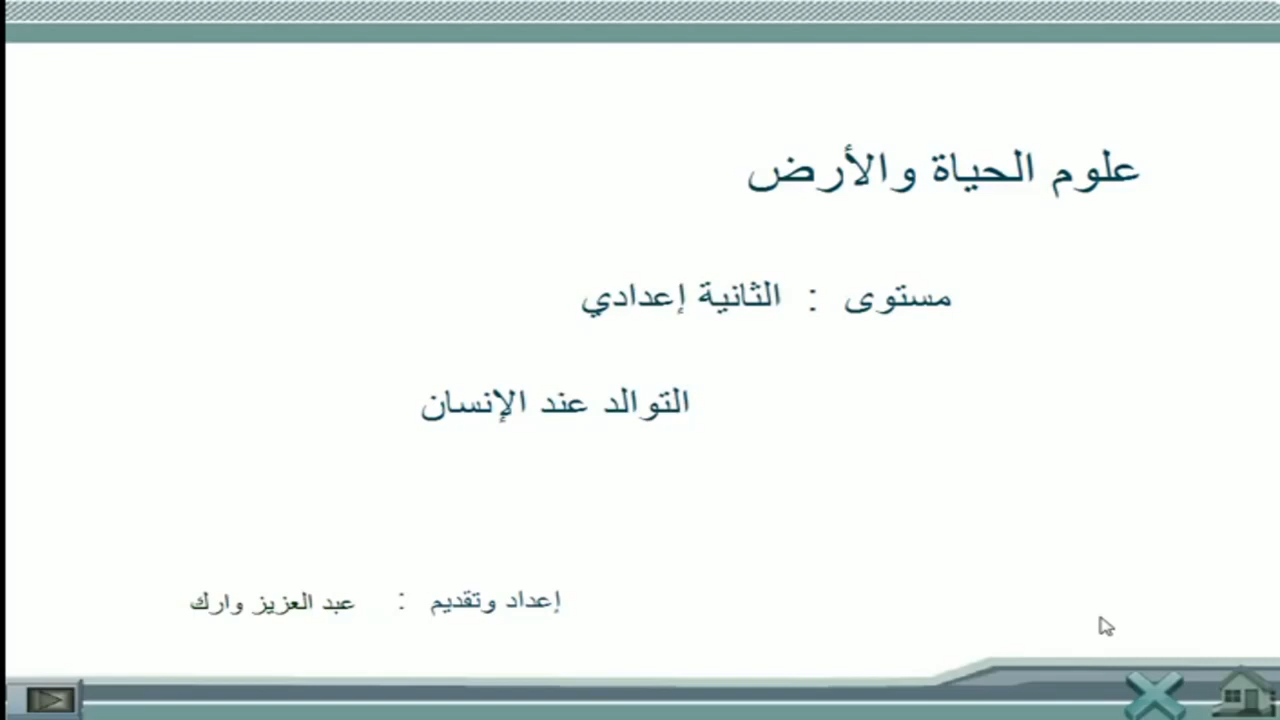 علوم الحياة والأرض
مستوى : الثانية إعدادي
التوالد عند الإنسان
إعداد وتقديم : عبد العزيز وارك